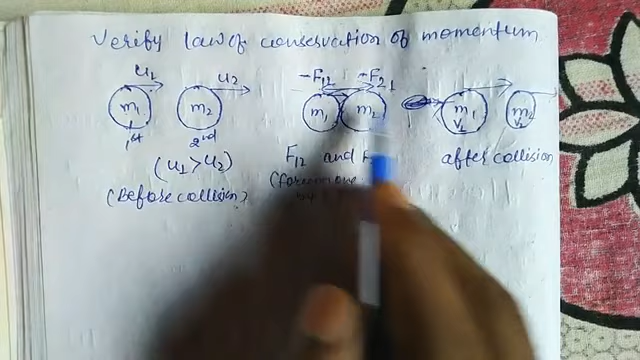 Verify law of conservation of momentum
u1 u2 -F12 +F21
m1 m2 m1 m2 m1 m2
v1 v2
1st 2nd
(u1>u2) F12 and after collision
(Before collision)